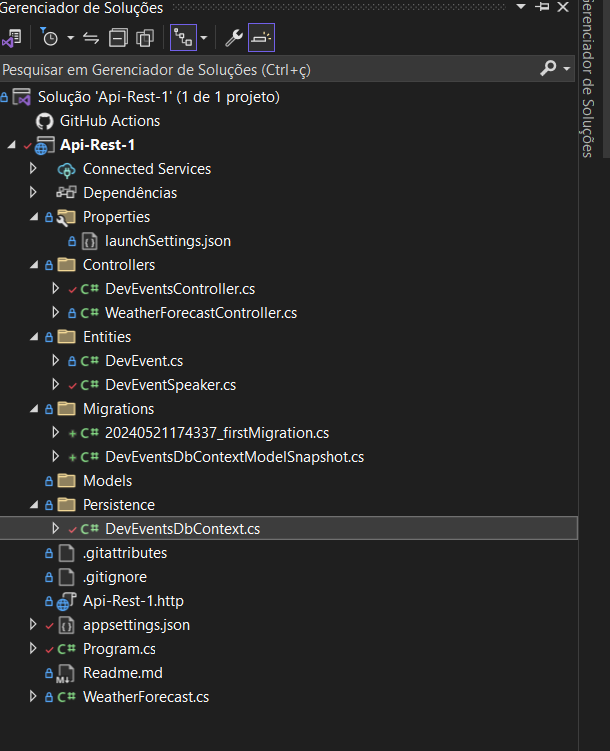 Gerenciador de Soluções
Pesquisar em Gerenciador de Soluções (Ctrl+ç)
Solução 'Api-Rest-1' (1 de 1 projeto)
GitHub Actions
Api-Rest-1
Connected Services
Dependências
Properties
launchSettings.json
Controllers
C# DevEventsController.cs
C# WeatherForecastController.cs
Entities
C# DevEvent.cs
C# DevEventSpeaker.cs
Migrations
C# 20240521174337_firstMigration.cs
C# DevEventsDbContextModelSnapshot.cs
Models
Persistence
C# DevEventsDbContext.cs
.gitattributes
.gitignore
Api-Rest-1.http
appsettings.json
C# Program.cs
Readme.md
C# WeatherForecast.cs
Gerenciador de Soluções